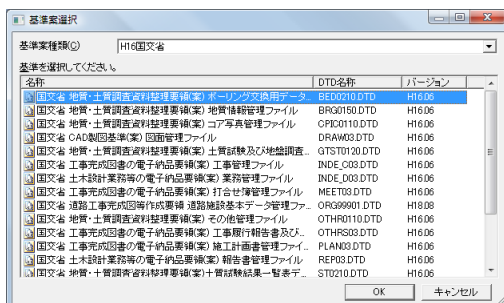 基準案選択
基準案種類(C) H16国交省
基準を選択してください。
名称 DTD名称 バージョン
国交省 地質・土質調査資料整理要領(案) ボーリング交換用データ... BED0210.DTD H16.06
国交省 地質・土質調査資料整理要領(案) 地質情報管理ファイル BRG0150.DTD H16.06
国交省 地質・土質調査資料整理要領(案) コア写真管理ファイル CPIC0110.DTD H16.06
国交省 CAD製図基準(案) 図面管理ファイル DRAW03.DTD H16.06
国交省 地質・土質調査資料整理要領(案) 土質試験及び地盤調査... GTST0120.DTD H16.06
国交省 工事完成図書の電子納品要領(案) 工事管理ファイル INDE_C03.DTD H16.06
国交省 土木設計業務等の電子納品要領(案) 業務管理ファイル INDE_D03.DTD H16.06
国交省 工事完成図書の電子納品要領(案) 打合せ簿管理ファイル MEET03.DTD H16.06
国交省 道路工事完成図等作成要領 道路施設基本データ管理ファ... ORG99901.DTD H18.08
国交省 地質・土質調査資料整理要領(案) その他管理ファイル OTHR0110.DTD H16.06
国交省 工事完成図書の電子納品要領(案) 工事履行報告書及び... OTHRS03.DTD H16.06
国交省 工事完成図書の電子納品要領(案) 施工計画書管理ファイ... PLAN03.DTD H16.06
国交省 土木設計業務等の電子納品要領(案) 報告書管理ファイル REP03.DTD H16.06
国交省 地質・土質調査資料整理要領(案) 土質試験結果一覧表デ... ST0210.DTD H16.06
OK キャンセル